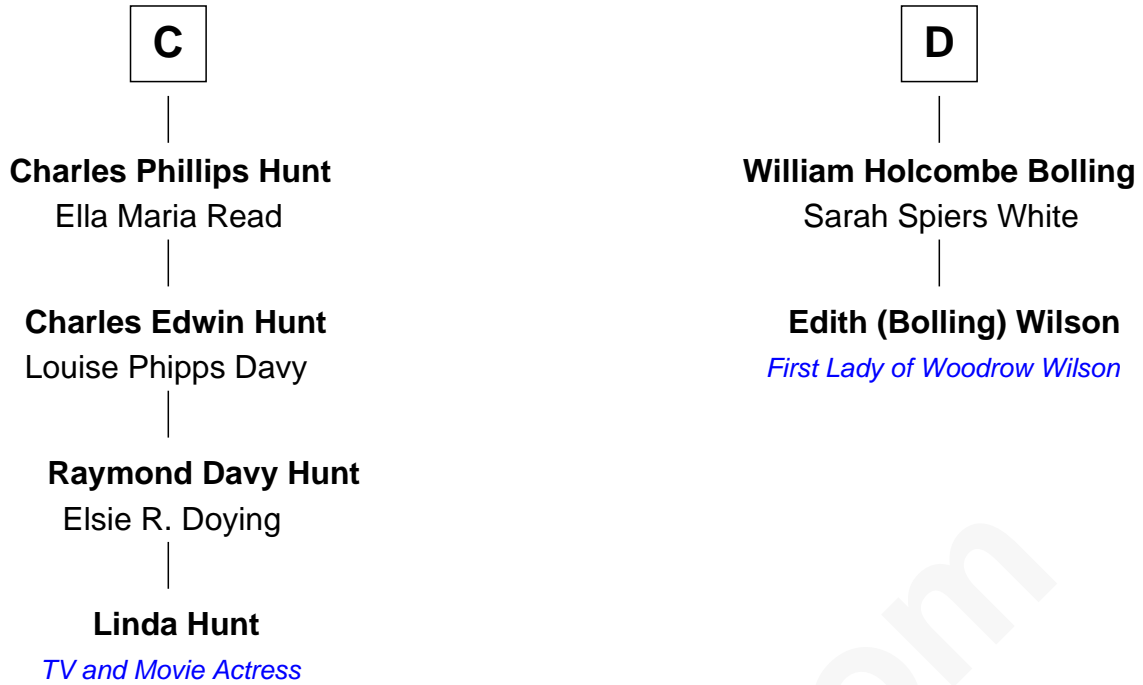 C
Charles Phillips Hunt
Ella Maria Read
Charles Edwin Hunt
Louise Phipps Davy
Raymond Davy Hunt
Elsie R. Doying
Linda Hunt
TV and Movie Actress
D
William Holcombe Bolling
Sarah Spiers White
Edith (Bolling) Wilson
First Lady of Woodrow Wilson
om